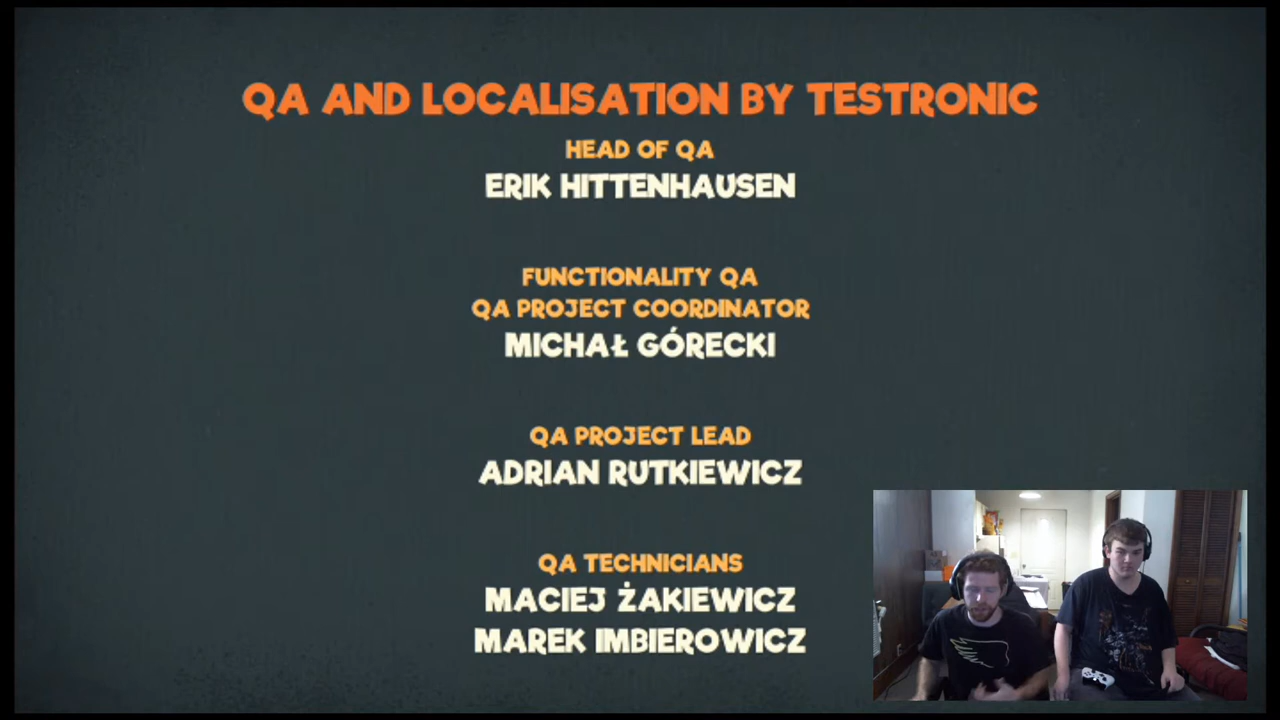 QA AND LOCALISATION BY TESTRONIC
HEAD OF QA
ERIK HITTENHAUSEN
FUNCTIONALITY QA
QA PROJECT COORDINATOR
MICHAŁ GÓRECKI
QA PROJECT LEAD
ADRIAN RUTKIEWICZ
QA TECHNICIANS
MACIEJ ŻAKIEWICZ
MAREK IMBIEROWICZ